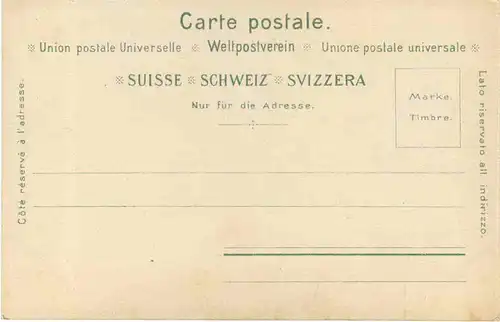 Carte postale.
※ Union postale Universelle ※ Weltpostverein ※ Unione postale universale ※
※ SUISSE ※ SCHWEIZ ※ SVIZZERA
Nur für die Adresse.
Marke.
Timbre.
Côté réservé à l'adresse.
Lato riservato all indirizzo.